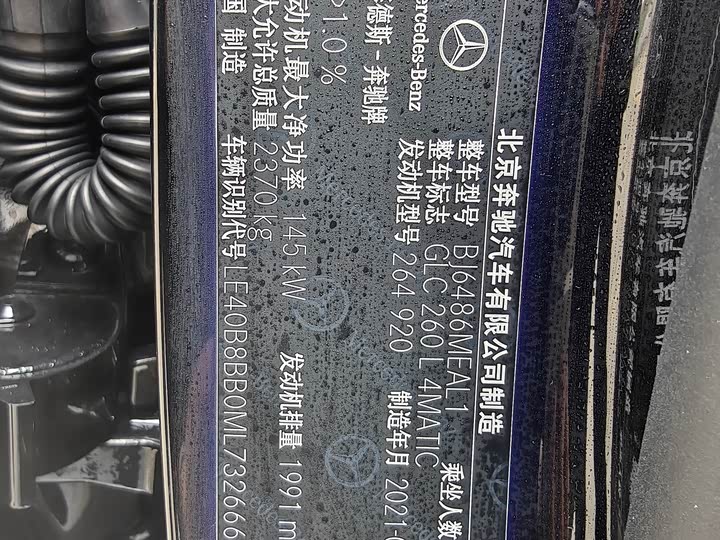 Mercedes-Benz
北京奔驰汽车有限公司制造
德斯-奔驰牌
整车型号 BJ6486MEAL1 乘坐人数
整车标志 GLC 260 L 4MATIC
发动机型号 264 920 制造年月 2021-
1.0 %
动机最大净功率 145 kW 发动机排量 1991 m
大允许总质量 2370 kg
国 制造 车辆识别代号 LE40B8BB0ML732666